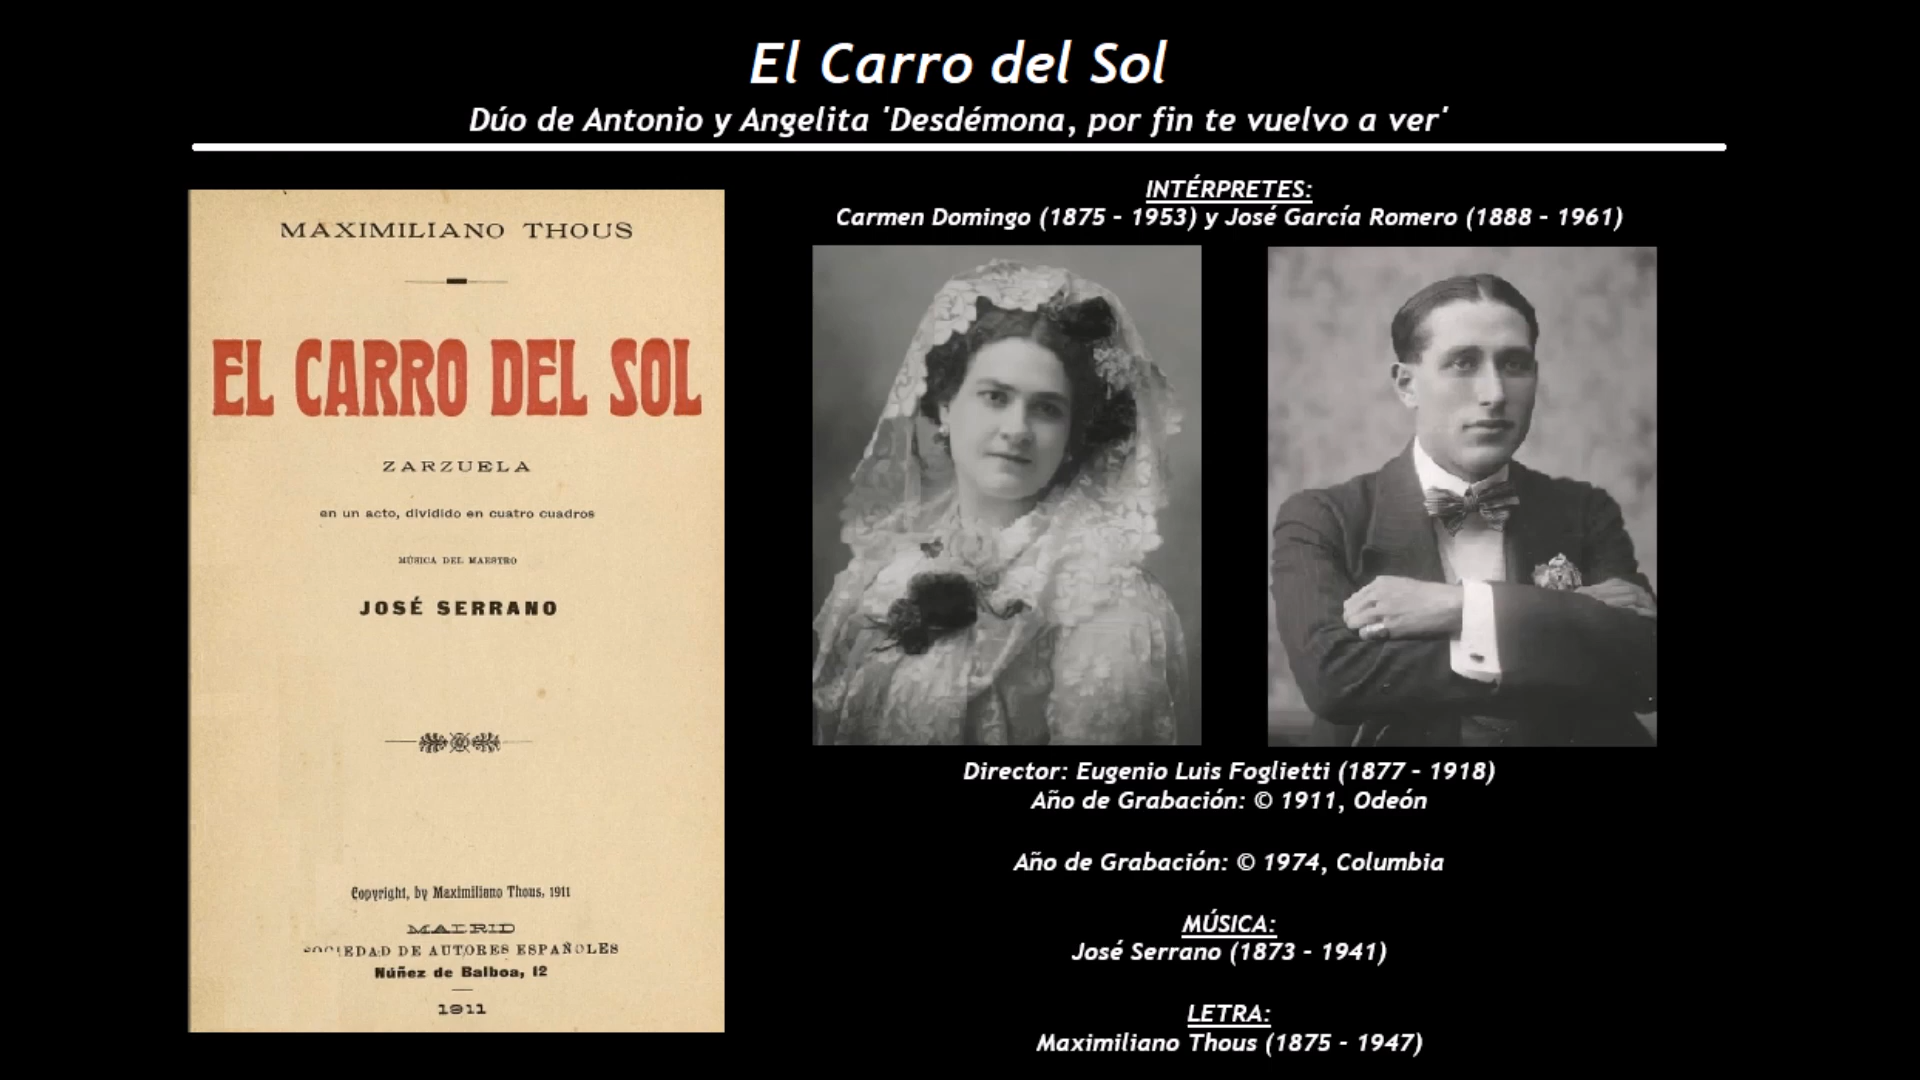 El Carro del Sol
Dúo de Antonio y Angelita 'Desdémona, por fin te vuelvo a ver'
MAXIMILIANO THOUS
EL CARRO DEL SOL
ZARZUELA
en un acto, dividido en cuatro cuadros
MÚSICA DEL MAESTRO
JOSÉ SERRANO
Copyright, by Maximiliano Thous, 1911
MADRID
SOCIEDAD DE AUTORES ESPAÑOLES
Núñez de Balboa, 12
1911
INTÉRPRETES:
Carmen Domingo (1875 - 1953) y José García Romero (1888 - 1961)
Director: Eugenio Luis Foglietti (1877 - 1918)
Año de Grabación: © 1911, Odeón
Año de Grabación: © 1974, Columbia
MÚSICA:
José Serrano (1873 - 1941)
LETRA:
Maximiliano Thous (1875 - 1947)